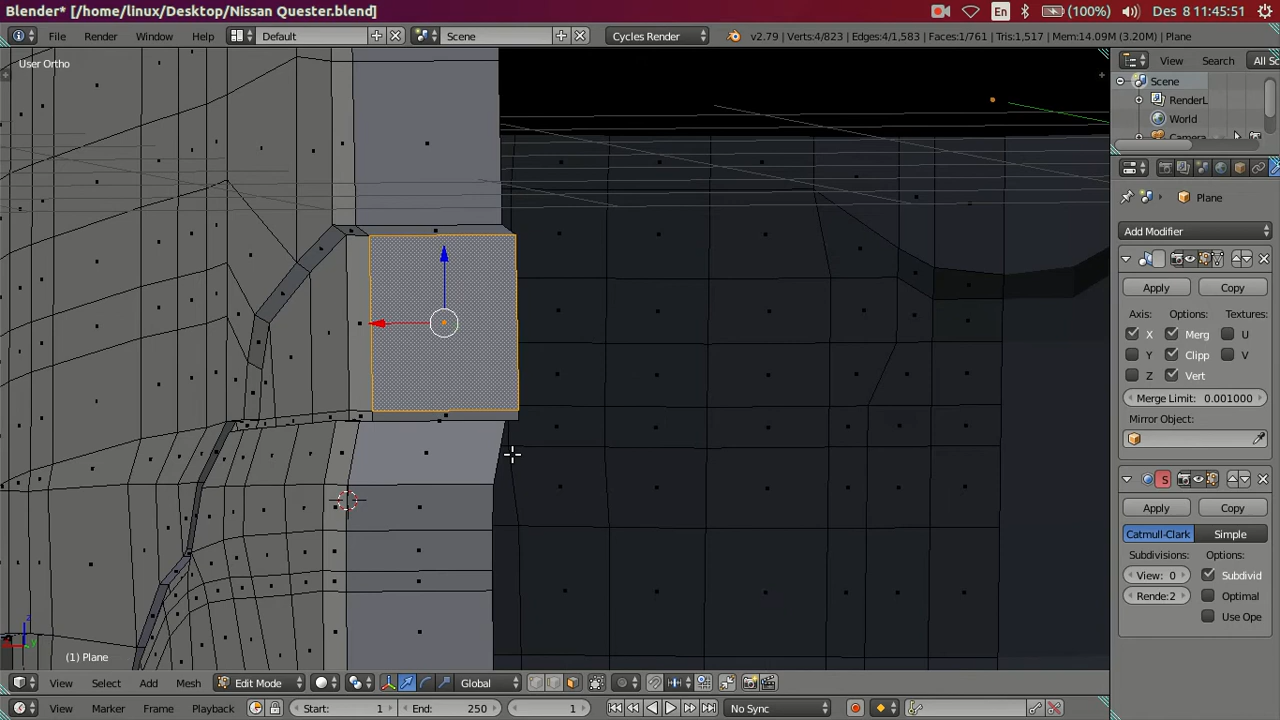 Blender* [/home/linux/Desktop/Nissan Quester.blend]
En (100%) Des 8 11:45:51
File Render Window Help Default Scene Cycles Render v2.79 | Verts:4/823 | Edges:4/1,583 | Faces:1/761 | Tris:1,517 | Mem:14.09M (3.20M) | Plane
User Ortho
View Search All Sc
Scene
RenderL
World
Camera
Plane
Add Modifier
Apply Copy
Axis: Options: Textures:
X Merg U
Y Clipp V
Z Vert
Merge Limit: 0.001000
Mirror Object:
S
Apply Copy
Catmull-Clark Simple
Subdivisions: Options:
View: 0 Subdivid
Rende: 2 Optimal
Use Ope
z
y
(1) Plane
View Select Add Mesh Edit Mode Global
View Marker Frame Playback Start: 1 End: 250 1 No Sync